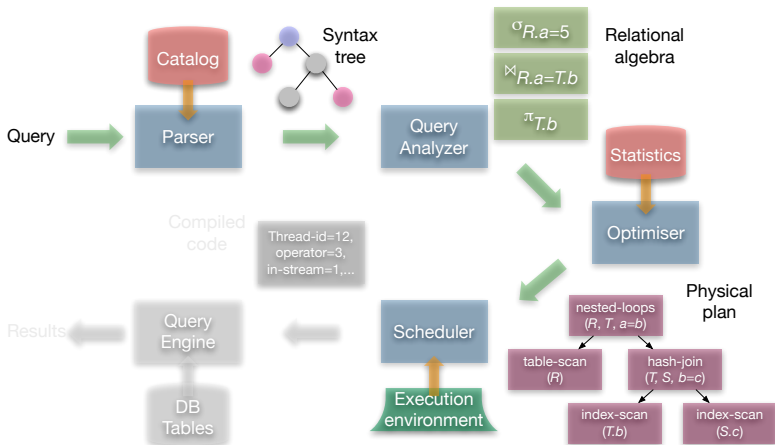 Catalog
Syntax
tree
σR.a=5
⋈R.a=T.b
πT.b
Relational
algebra
Query
Parser
Query
Analyzer
Statistics
Optimiser
Compiled
code
Thread-id=12,
operator=3,
in-stream=1,...
Physical
plan
nested-loops
(R, T, a=b)
table-scan
(R)
hash-join
(T, S, b=c)
index-scan
(T.b)
index-scan
(S.c)
Scheduler
Execution
environment
Query
Engine
Results
DB
Tables